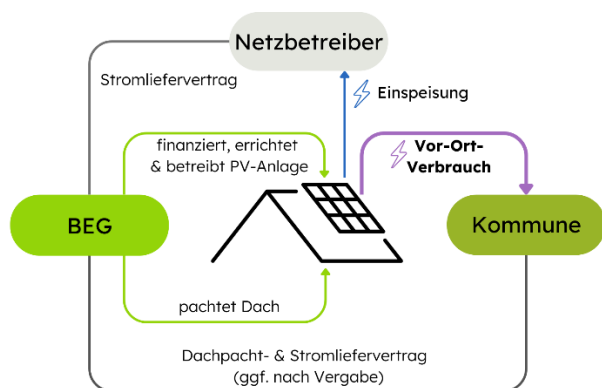 Netzbetreiber
Stromliefervertrag
Einspeisung
finanziert, errichtet
& betreibt PV-Anlage
Vor-Ort-
Verbrauch
BEG
Kommune
pachtet Dach
Dachpacht- & Stromliefervertrag
(ggf. nach Vergabe)